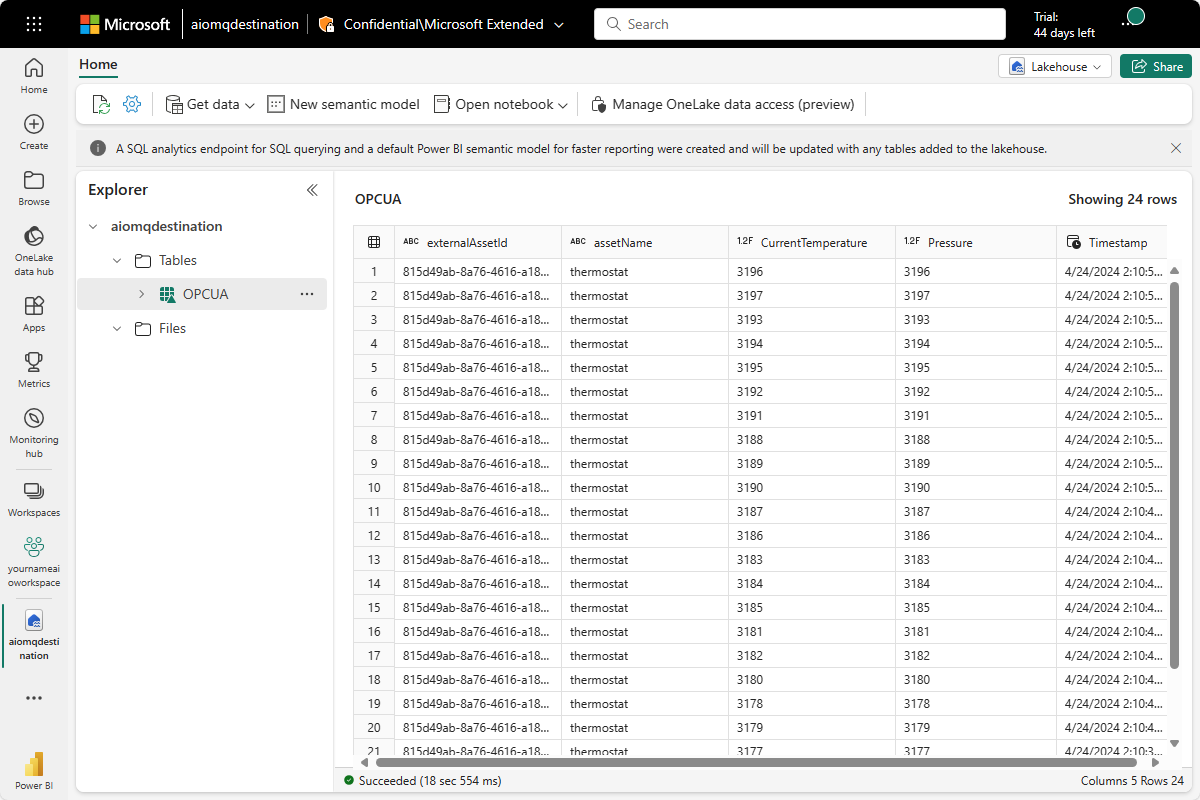 Microsoft aiomqdestination Confidential\Microsoft Extended Search Trial:
44 days left
Home Lakehouse Share
Get data New semantic model Open notebook Manage OneLake data access (preview)
A SQL analytics endpoint for SQL querying and a default Power BI semantic model for faster reporting were created and will be updated with any tables added to the lakehouse.
Home
Create
Browse
OneLake
data hub
Apps
Metrics
Monitoring
hub
Workspaces
yournameai
oworkspace
aiomqdesti
nation
Power BI
Explorer
aiomqdestination
Tables
OPCUA
Files
OPCUA Showing 24 rows
ABC externalAssetId ABC assetName 1.2F CurrentTemperature 1.2F Pressure Timestamp
1 815d49ab-8a76-4616-a18... thermostat 3196 3196 4/24/2024 2:10:5...
2 815d49ab-8a76-4616-a18... thermostat 3197 3197 4/24/2024 2:10:5...
3 815d49ab-8a76-4616-a18... thermostat 3193 3193 4/24/2024 2:10:5...
4 815d49ab-8a76-4616-a18... thermostat 3194 3194 4/24/2024 2:10:5...
5 815d49ab-8a76-4616-a18... thermostat 3195 3195 4/24/2024 2:10:5...
6 815d49ab-8a76-4616-a18... thermostat 3192 3192 4/24/2024 2:10:5...
7 815d49ab-8a76-4616-a18... thermostat 3191 3191 4/24/2024 2:10:5...
8 815d49ab-8a76-4616-a18... thermostat 3188 3188 4/24/2024 2:10:5...
9 815d49ab-8a76-4616-a18... thermostat 3189 3189 4/24/2024 2:10:5...
10 815d49ab-8a76-4616-a18... thermostat 3190 3190 4/24/2024 2:10:5...
11 815d49ab-8a76-4616-a18... thermostat 3187 3187 4/24/2024 2:10:4...
12 815d49ab-8a76-4616-a18... thermostat 3186 3186 4/24/2024 2:10:4...
13 815d49ab-8a76-4616-a18... thermostat 3183 3183 4/24/2024 2:10:4...
14 815d49ab-8a76-4616-a18... thermostat 3184 3184 4/24/2024 2:10:4...
15 815d49ab-8a76-4616-a18... thermostat 3185 3185 4/24/2024 2:10:4...
16 815d49ab-8a76-4616-a18... thermostat 3181 3181 4/24/2024 2:10:4...
17 815d49ab-8a76-4616-a18... thermostat 3182 3182 4/24/2024 2:10:4...
18 815d49ab-8a76-4616-a18... thermostat 3180 3180 4/24/2024 2:10:4...
19 815d49ab-8a76-4616-a18... thermostat 3178 3178 4/24/2024 2:10:4...
20 815d49ab-8a76-4616-a18... thermostat 3179 3179 4/24/2024 2:10:4...
21 815d49ab-8a76-4616-a18... thermostat 3177 3177 4/24/2024 2:10:3...
Succeeded (18 sec 554 ms) Columns 5 Rows 24